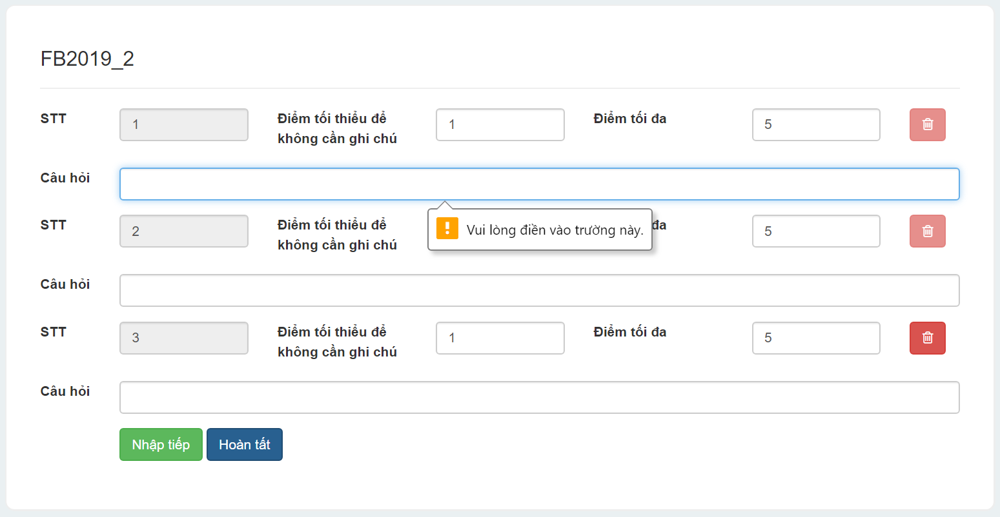 FB2019_2
STT
1
Điểm tối thiểu để
không cần ghi chú
1
Điểm tối đa
5
Câu hỏi
Vui lòng điền vào trường này.
STT
2
Điểm tối thiểu để
không cần ghi chú
đa
5
Câu hỏi
STT
3
Điểm tối thiểu để
không cần ghi chú
1
Điểm tối đa
5
Câu hỏi
Nhập tiếp
Hoàn tất